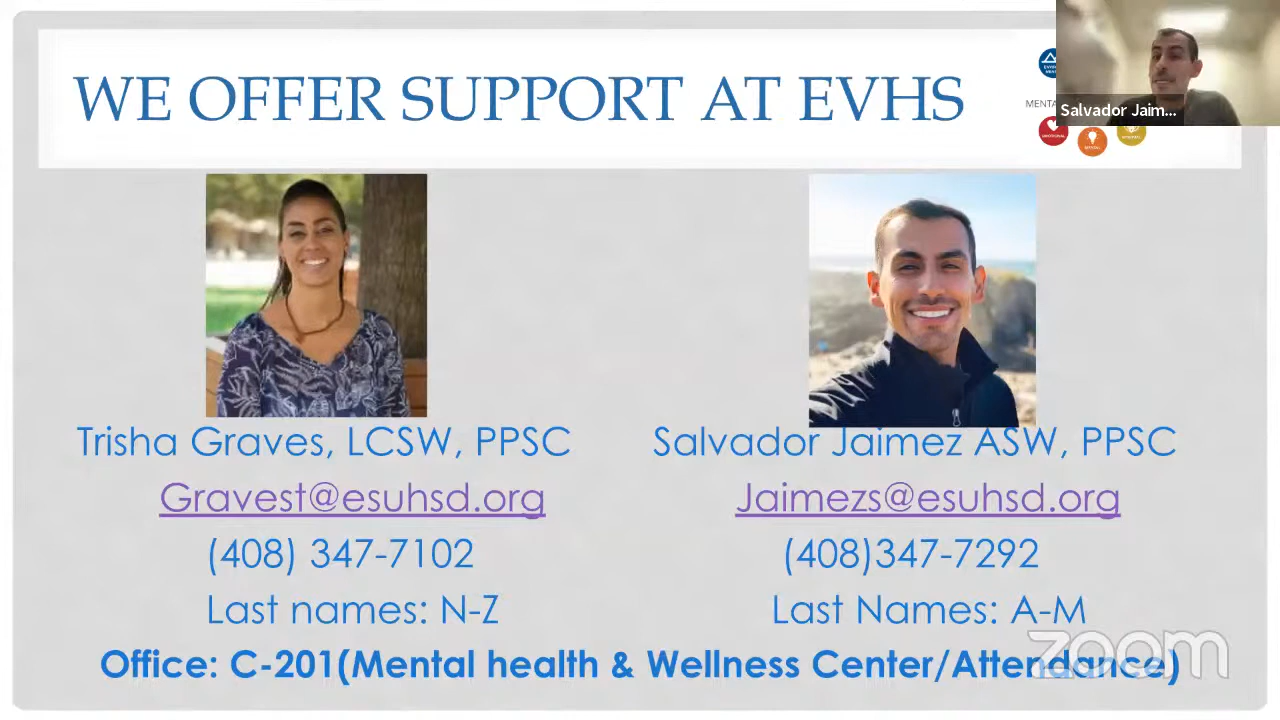 WE OFFER SUPPORT AT EVHS
MENTA
Salvador Jaim...
Trisha Graves, LCSW, PPSC
Gravest@esuhsd.org
(408) 347-7102
Last names: N-Z
Salvador Jaimez ASW, PPSC
Jaimezs@esuhsd.org
(408)347-7292
Last Names: A-M
Office: C-201(Mental health & Wellness Center/Attendance)
zoom